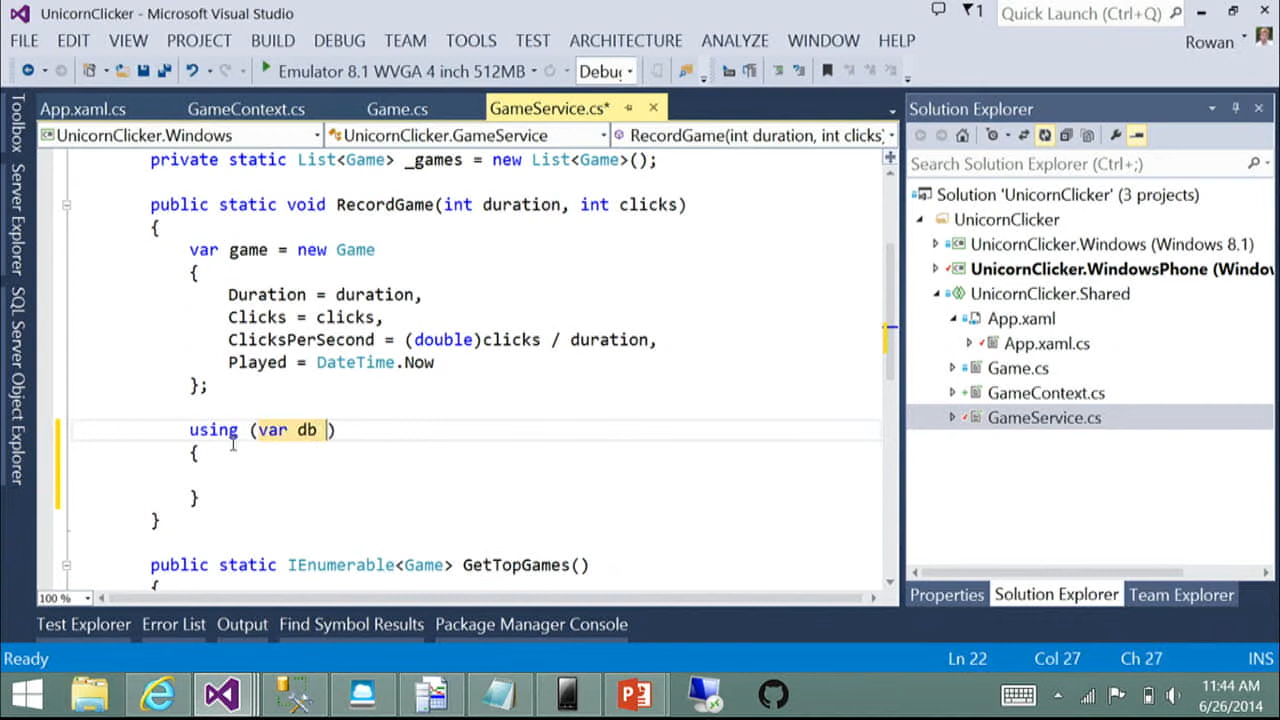 UnicornClicker - Microsoft Visual Studio
1
Quick Launch (Ctrl+Q)
FILE EDIT VIEW PROJECT BUILD DEBUG TEAM TOOLS TEST ARCHITECTURE ANALYZE WINDOW HELP
Rowan
Emulator 8.1 WVGA 4 inch 512MB
Debug
App.xaml.cs GameContext.cs Game.cs GameService.cs*
UnicornClicker.Windows
UnicornClicker.GameService
RecordGame(int duration, int clicks)
private static List<Game> _games = new List<Game>();
public static void RecordGame(int duration, int clicks)
{
var game = new Game
{
Duration = duration,
Clicks = clicks,
ClicksPerSecond = (double)clicks / duration,
Played = DateTime.Now
};
using (var db )
{
}
}
public static IEnumerable<Game> GetTopGames()
{
100 %
Toolbox
Server Explorer
SQL Server Object Explorer
Solution Explorer
Search Solution Explorer (Ctrl+;)
Solution 'UnicornClicker' (3 projects)
UnicornClicker
UnicornClicker.Windows (Windows 8.1)
UnicornClicker.WindowsPhone (Windo
UnicornClicker.Shared
App.xaml
App.xaml.cs
Game.cs
GameContext.cs
GameService.cs
Properties Solution Explorer Team Explorer
Test Explorer Error List Output Find Symbol Results Package Manager Console
Ready
Ln 22 Col 27 Ch 27 INS
11:44 AM
6/26/2014